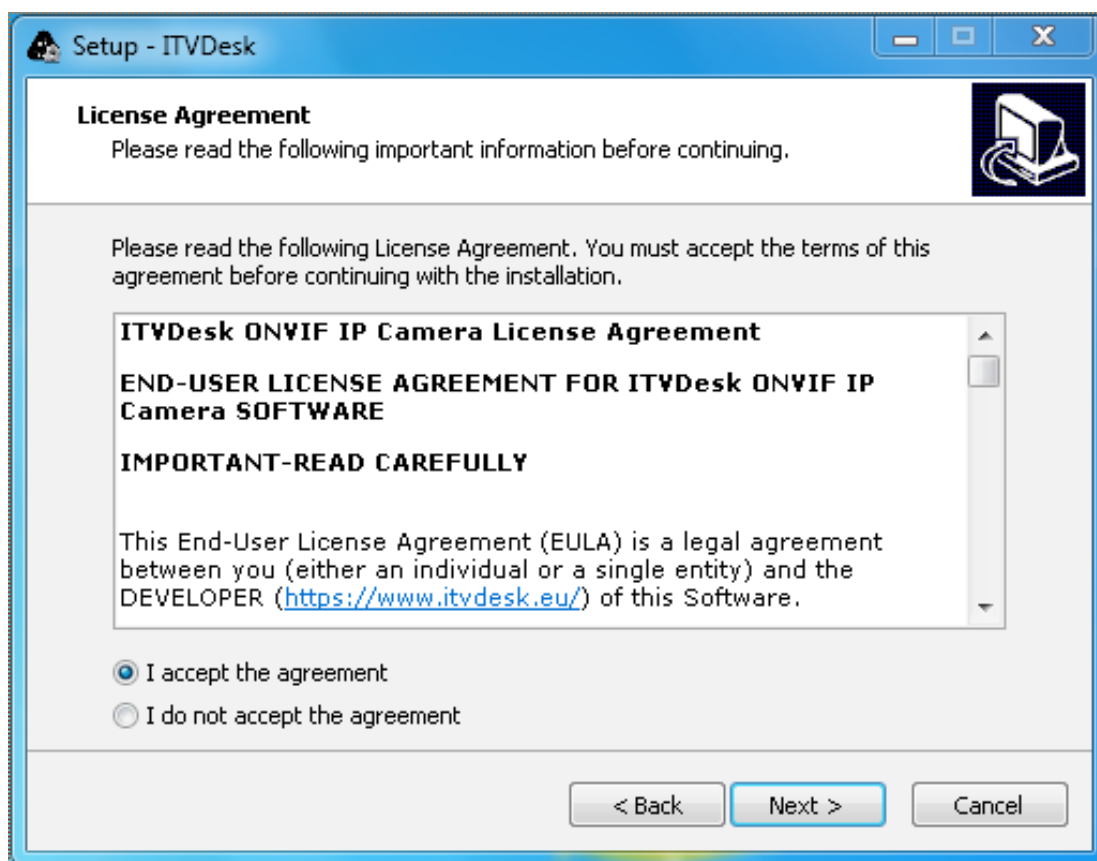 Setup - ITVDesk
License Agreement
Please read the following important information before continuing.
Please read the following License Agreement. You must accept the terms of this
agreement before continuing with the installation.
ITVDesk ONVIF IP Camera License Agreement
END-USER LICENSE AGREEMENT FOR ITVDesk ONVIF IP
Camera SOFTWARE
IMPORTANT-READ CAREFULLY
This End-User License Agreement (EULA) is a legal agreement
between you (either an individual or a single entity) and the
DEVELOPER (https://www.itvdesk.eu/) of this Software.
I accept the agreement
I do not accept the agreement
< Back
Next >
Cancel